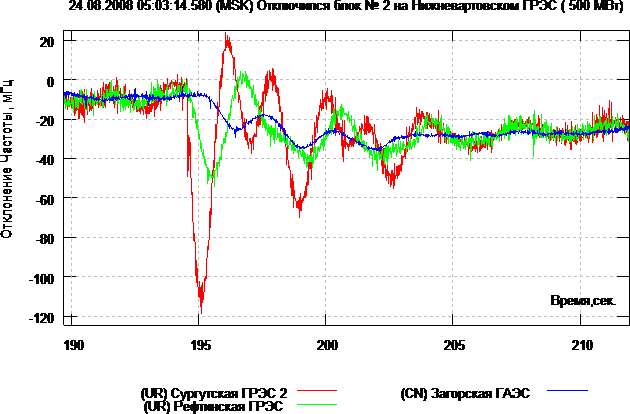 24.08.2008 05:03:14.580 (MSK) Отключился блок № 2 на Нижневартовском ГРЭС ( 500 МВт)
Отклонение Частоты, мГц
20
0
-20
-40
-60
-80
-100
-120
Время,сек.
190 195 200 205 210
(UR) Сургутская ГРЭС 2 (CN) Загорская ГАЭС
(UR) Рефтинская ГРЭС